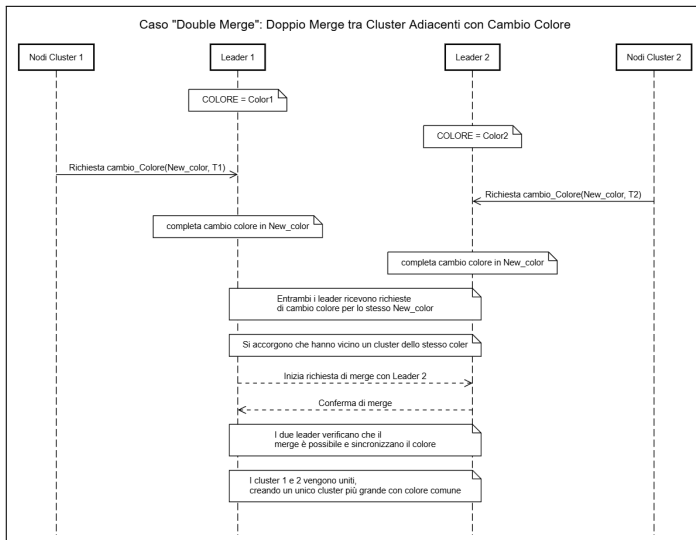 Caso "Double Merge": Doppio Merge tra Cluster Adiacenti con Cambio Colore
Nodi Cluster 1
Leader 1
Leader 2
Nodi Cluster 2
COLORE = Color1
COLORE = Color2
Richiesta cambio_Colore(New_color, T1)
Richiesta cambio_Colore(New_color, T2)
completa cambio colore in New_color
completa cambio colore in New_color
Entrambi i leader ricevono richieste
di cambio colore per lo stesso New_color
Si accorgono che hanno vicino un cluster dello stesso coler
Inizia richiesta di merge con Leader 2
Conferma di merge
I due leader verificano che il
merge è possibile e sincronizzano il colore
I cluster 1 e 2 vengono uniti,
creando un unico cluster più grande con colore comune